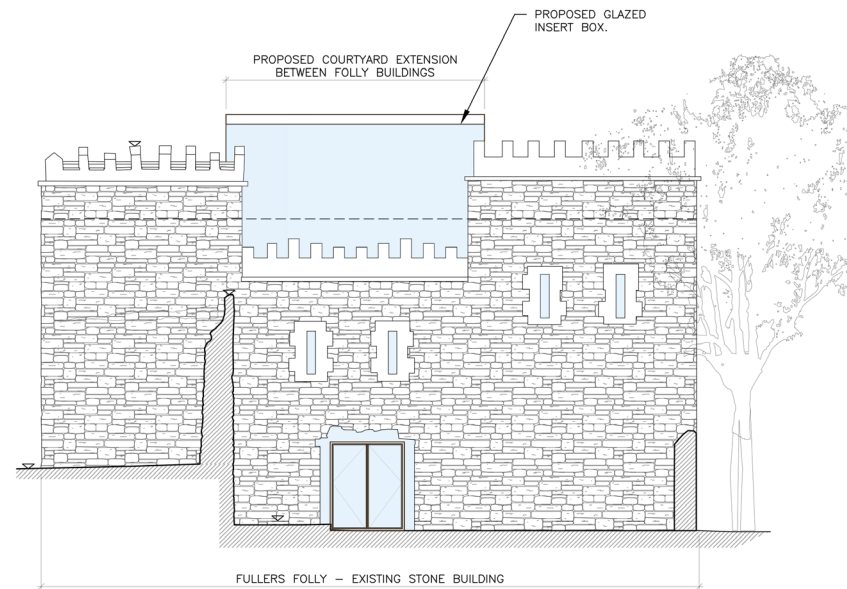 PROPOSED GLAZED
INSERT BOX.
PROPOSED COURTYARD EXTENSION
BETWEEN FOLLY BUILDINGS
FULLERS FOLLY – EXISTING STONE BUILDING